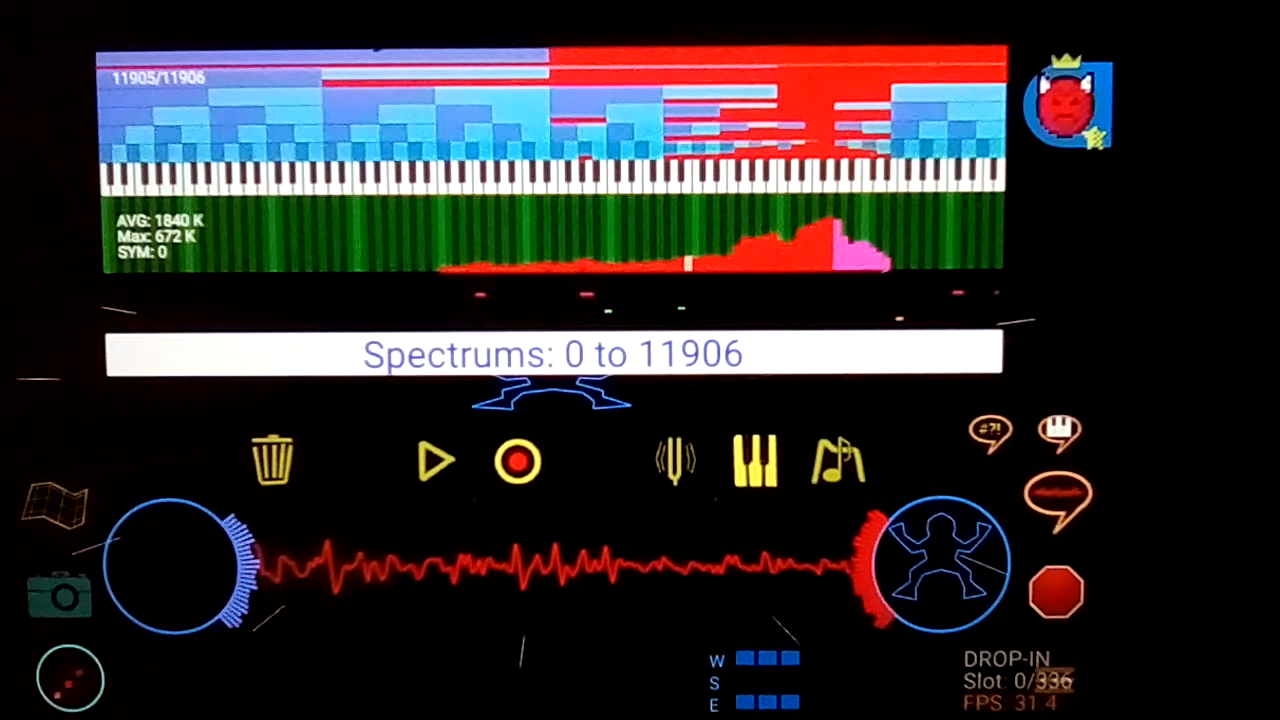 11905/11906
AVG: 1840 K
Max: 672 K
SYM: 0
Spectrums: 0 to 11906
#?!
W
S
E
DROP-IN
Slot: 0/336
FPS 31 4